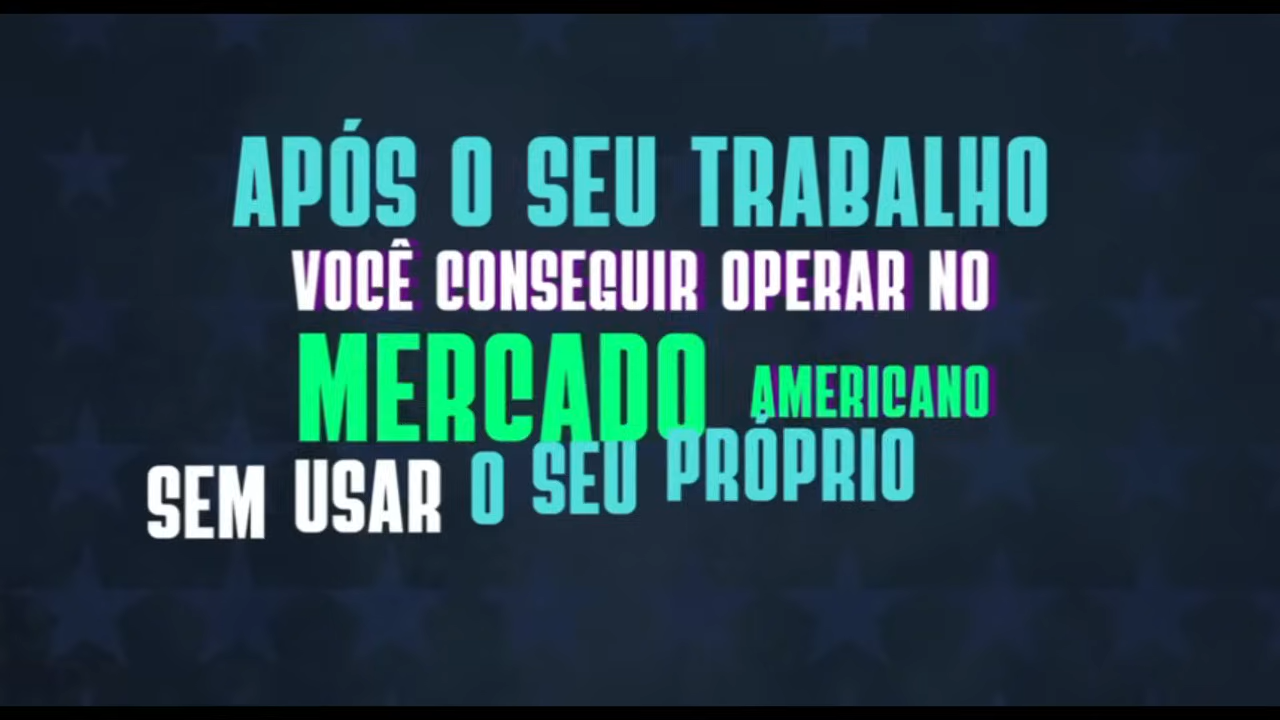 APÓS O SEU TRABALHO
VOCÊ CONSEGUIR OPERAR NO
MERCADO AMERICANO
SEM USAR O SEU PRÓPRIO